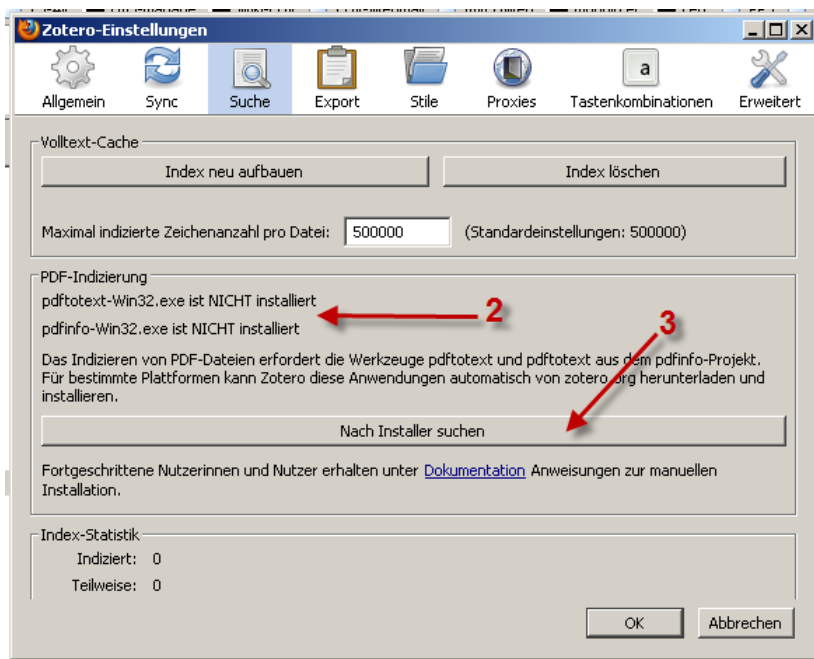 Zotero-Einstellungen
Allgemein Sync Suche Export Stile Proxies Tastenkombinationen Erweitert
a
Volltext-Cache
Index neu aufbauen Index löschen
Maximal indizierte Zeichenanzahl pro Datei: 500000 (Standardeinstellungen: 500000)
PDF-Indizierung
pdftotext-Win32.exe ist NICHT installiert
2
pdfinfo-Win32.exe ist NICHT installiert
3
Das Indizieren von PDF-Dateien erfordert die Werkzeuge pdftotext und pdftotext aus dem pdfinfo-Projekt.
Für bestimmte Plattformen kann Zotero diese Anwendungen automatisch von zotero.org herunterladen und
installieren.
Nach Installer suchen
Fortgeschrittene Nutzerinnen und Nutzer erhalten unter Dokumentation Anweisungen zur manuellen
Installation.
Index-Statistik
Indiziert: 0
Teilweise: 0
OK Abbrechen